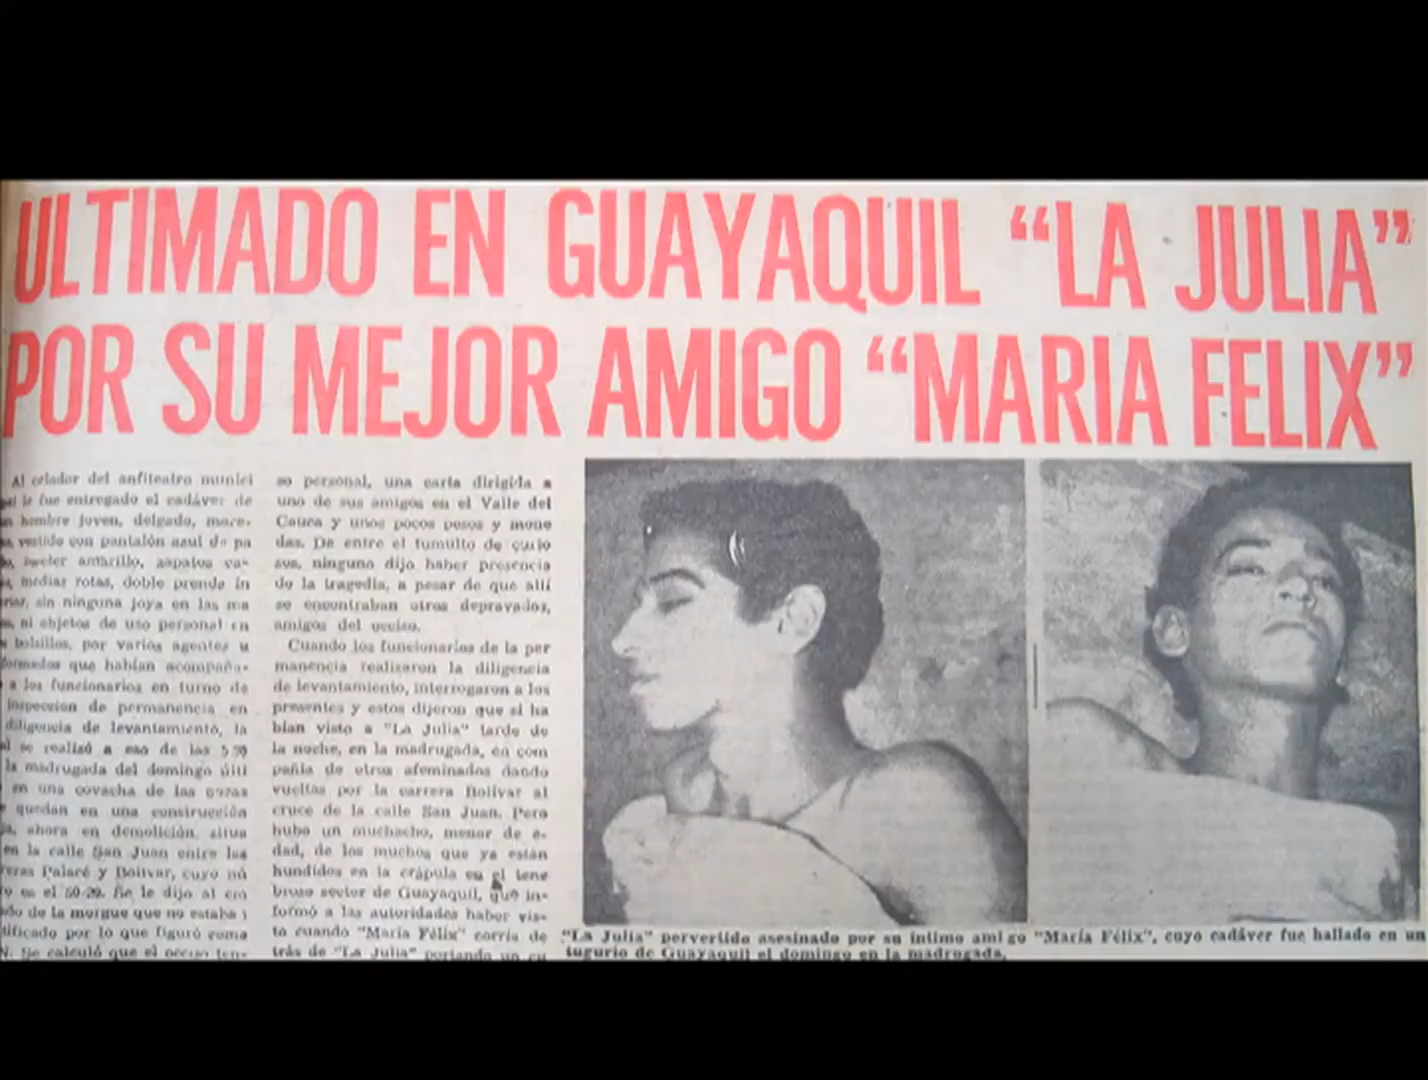 ULTIMADO EN GUAYAQUIL “LA JULIA”
POR SU MEJOR AMIGO “MARIA FELIX”
Al celador del anfiteatro munici
le fue entregado el cadáver de
hombre joven, delgado, more-
vestido con pantalón azul de pa
sweter amarillo, zapatos ca-
medias rotas, doble prenda in
sin ninguna joya en las ma
ni objetos de uso personal en
bolsillos, por varios agentes u
que habían acompaña-
a los funcionarios en turno de
inspección de permanencia en
diligencia de levantamiento, la
se realizó a eso de las 5.30
la madrugada del domingo últi
en una covacha de las
quedan en una construcción
ahora en demolición, situa
en la calle San Juan entre las
Palacé y Bolívar, cuyo nú
es el 50-29. Se le dijo al
do de la morgue que no estaba
tificado por lo que figuró como
N. Se calculó que el occiso ten-
so personal, una carta dirigida a
uno de sus amigos en el Valle del
Cauca y unos pocos pesos y mone
das. De entre el tumulto de curio
sos, ninguno dijo haber presencia
do la tragedia, a pesar de que allí
se encontraban otros depravados,
amigos del occiso.
Cuando los funcionarios de la per
manencia realizaron la diligencia
de levantamiento, interrogaron a los
presentes y estos dijeron que si ha
bían visto a "La Julia" tarde de
la noche, en la madrugada, en com
pañía de otros afeminados dando
vueltas por la carrera Bolívar al
cruce de la calle San Juan. Pero
hubo un muchacho, menor de e-
dad, de los muchos que ya están
hundidos en la crápula en el tene
broso sector de Guayaquil, que in-
formó a las autoridades haber vis-
to cuando "María Félix" corría de
trás de "La Julia" portando un cu
"La Julia" pervertido asesinado por su íntimo amigo "María Félix", cuyo cadáver fue hallado en un
tugurio de Guayaquil el domingo en la madrugada.